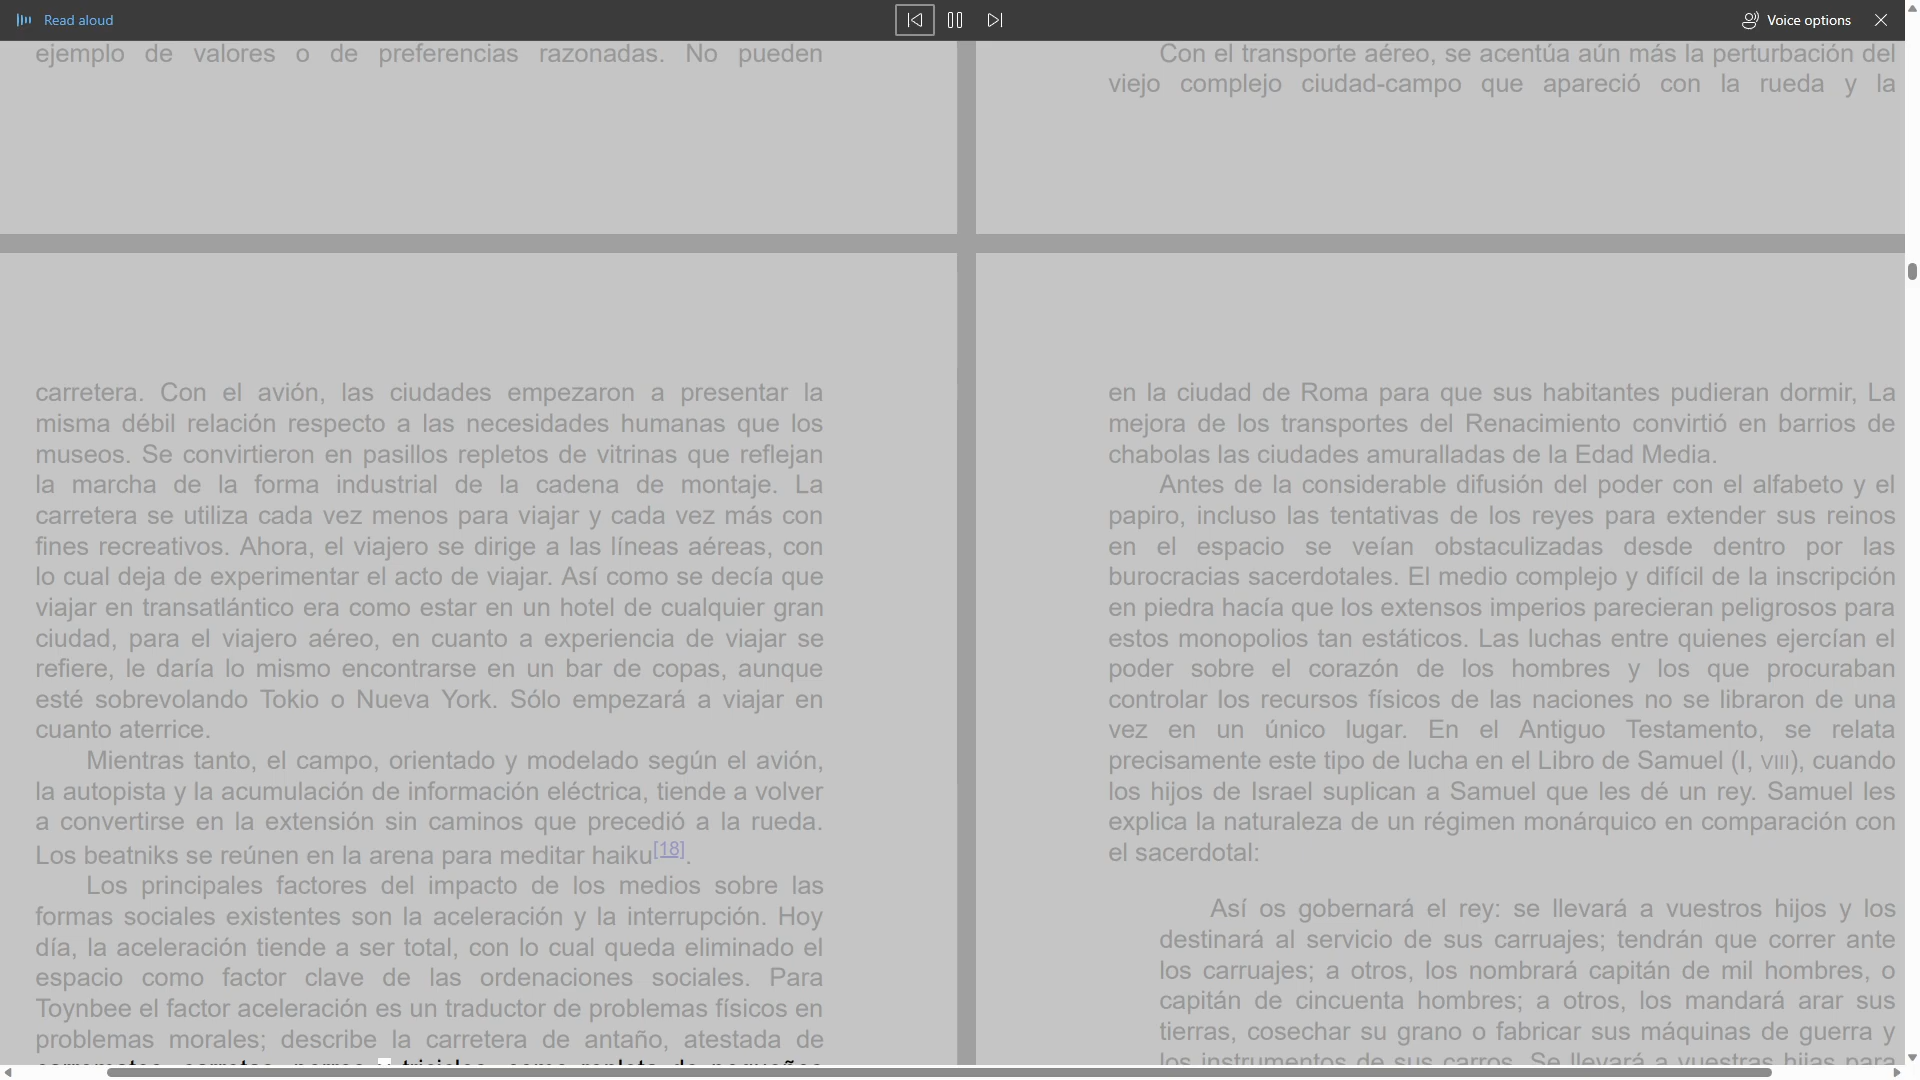 Read aloud
Voice options
ejemplo de valores o de preferencias razonadas. No pueden
Con el transporte aéreo, se acentúa aún más la perturbación del
viejo complejo ciudad-campo que apareció con la rueda y la
carretera. Con el avión, las ciudades empezaron a presentar la
misma débil relación respecto a las necesidades humanas que los
museos. Se convirtieron en pasillos repletos de vitrinas que reflejan
la marcha de la forma industrial de la cadena de montaje. La
carretera se utiliza cada vez menos para viajar y cada vez más con
fines recreativos. Ahora, el viajero se dirige a las líneas aéreas, con
lo cual deja de experimentar el acto de viajar. Así como se decía que
viajar en transatlántico era como estar en un hotel de cualquier gran
ciudad, para el viajero aéreo, en cuanto a experiencia de viajar se
refiere, le daría lo mismo encontrarse en un bar de copas, aunque
esté sobrevolando Tokio o Nueva York. Sólo empezará a viajar en
cuanto aterrice.
Mientras tanto, el campo, orientado y modelado según el avión,
la autopista y la acumulación de información eléctrica, tiende a volver
a convertirse en la extensión sin caminos que precedió a la rueda.
Los beatniks se reúnen en la arena para meditar haiku[18].
Los principales factores del impacto de los medios sobre las
formas sociales existentes son la aceleración y la interrupción. Hoy
día, la aceleración tiende a ser total, con lo cual queda eliminado el
espacio como factor clave de las ordenaciones sociales. Para
Toynbee el factor aceleración es un traductor de problemas físicos en
problemas morales; describe la carretera de antaño, atestada de
en la ciudad de Roma para que sus habitantes pudieran dormir, La
mejora de los transportes del Renacimiento convirtió en barrios de
chabolas las ciudades amuralladas de la Edad Media.
Antes de la considerable difusión del poder con el alfabeto y el
papiro, incluso las tentativas de los reyes para extender sus reinos
en el espacio se veían obstaculizadas desde dentro por las
burocracias sacerdotales. El medio complejo y difícil de la inscripción
en piedra hacía que los extensos imperios parecieran peligrosos para
estos monopolios tan estáticos. Las luchas entre quienes ejercían el
poder sobre el corazón de los hombres y los que procuraban
controlar los recursos físicos de las naciones no se libraron de una
vez en un único lugar. En el Antiguo Testamento, se relata
precisamente este tipo de lucha en el Libro de Samuel (I, VIII), cuando
los hijos de Israel suplican a Samuel que les dé un rey. Samuel les
explica la naturaleza de un régimen monárquico en comparación con
el sacerdotal:
Así os gobernará el rey: se llevará a vuestros hijos y los
destinará al servicio de sus carruajes; tendrán que correr ante
los carruajes; a otros, los nombrará capitán de mil hombres, o
capitán de cincuenta hombres; a otros, los mandará arar sus
tierras, cosechar su grano o fabricar sus máquinas de guerra y
los instrumentos de sus carros. Se llevará a vuestras hijas para